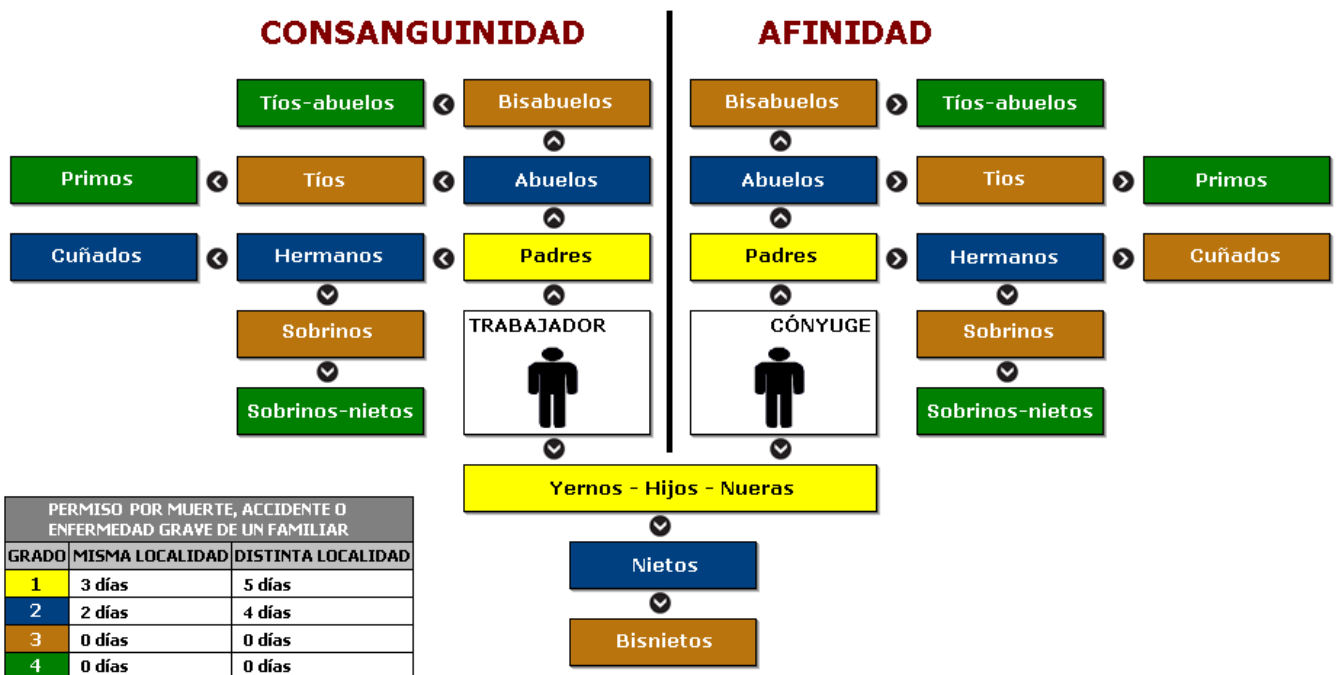 CONSANGUINIDAD AFINIDAD
Tíos-abuelos Bisabuelos Bisabuelos Tíos-abuelos
Primos Tíos Abuelos Abuelos Tios Primos
Cuñados Hermanos Padres Padres Hermanos Cuñados
Sobrinos TRABAJADOR CÓNYUGE Sobrinos
Sobrinos-nietos Sobrinos-nietos
Yernos - Hijos - Nueras
Nietos
Bisnietos
PERMISO POR MUERTE, ACCIDENTE O
ENFERMEDAD GRAVE DE UN FAMILIAR
GRADO MISMA LOCALIDAD DISTINTA LOCALIDAD
1 3 días 5 días
2 2 días 4 días
3 0 días 0 días
4 0 días 0 días